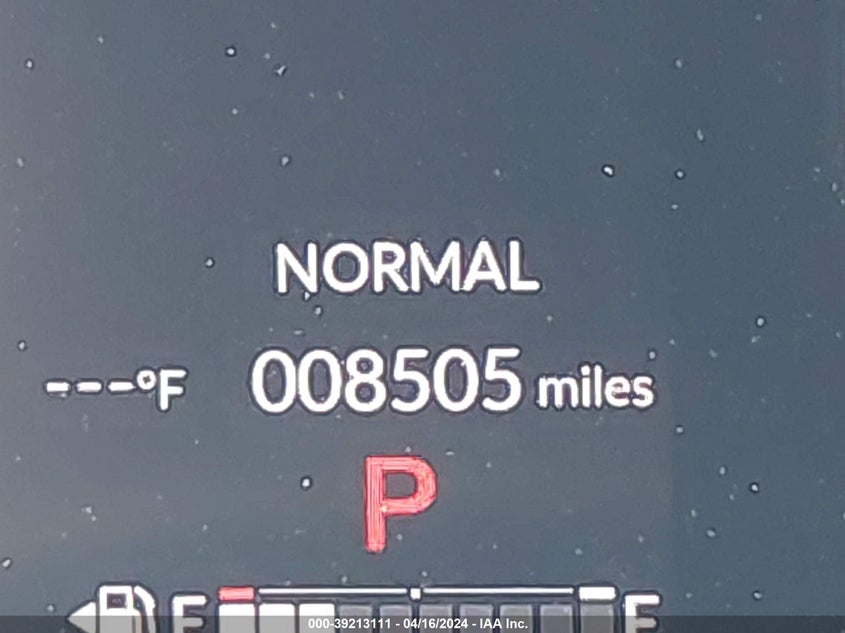 NORMAL
---°F 008505 miles
P
E F
000-39213111 - 04/16/2024 - IAA Inc.